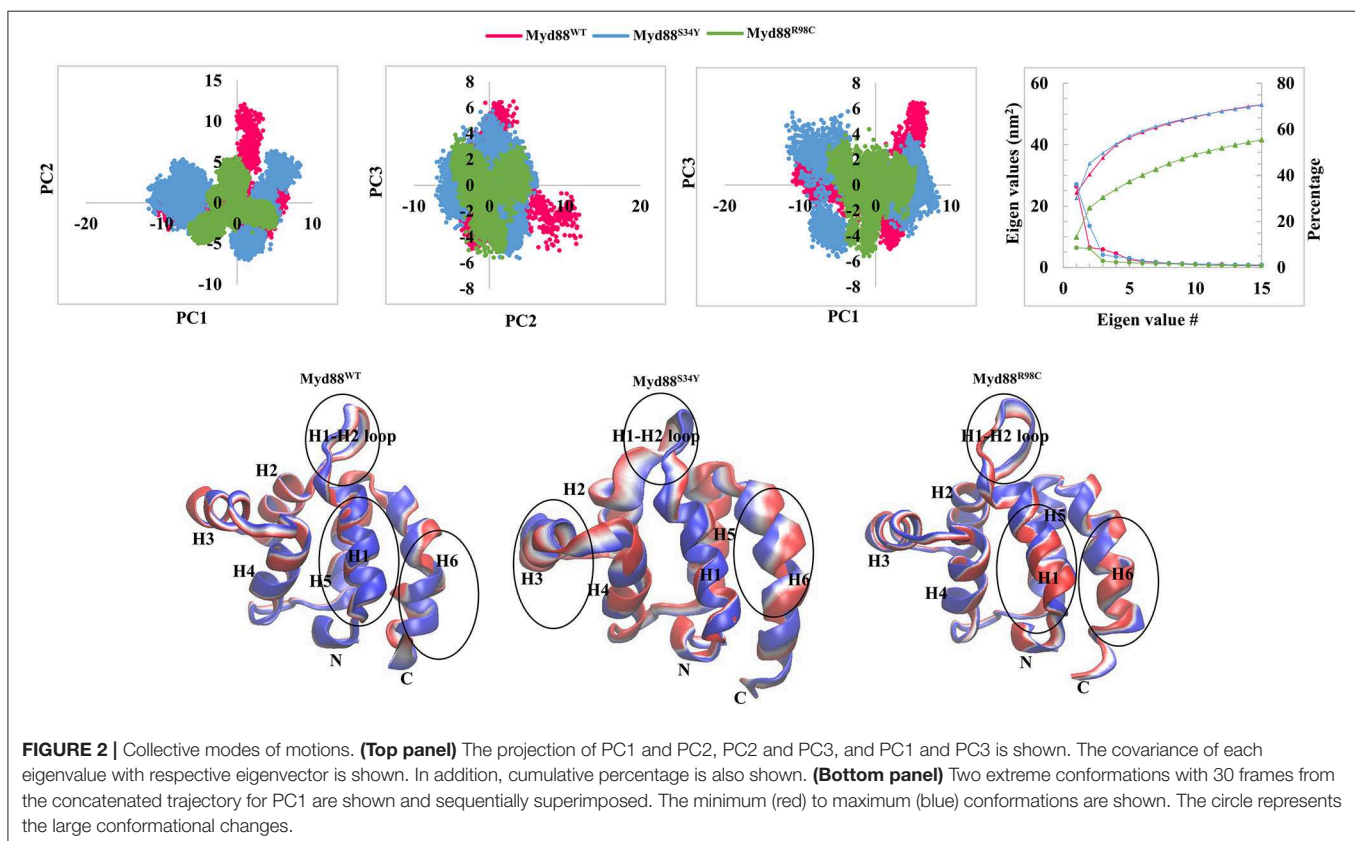 Myd88WT Myd88S34Y Myd88R98C
15
10
5
0
-5
-10
-20 -10 0 10
PC2
PC1
8
6
4
2
0
-2
-4
-6
-8
-10 0 10 20
PC3
PC2
8
6
4
2
0
-2
-4
-6
-8
-20 -10 0 10
PC3
PC1
60
40
20
0
80
60
40
20
0
0 5 10 15
Eigen values (nm2)
Percentage
Eigen value #
Myd88WT
H1-H2 loop
H2
H3
H1
H4
H5
H6
N
C
Myd88S34Y
H1-H2 loop
H2
H5
H3
H4
H1
H6
N
C
Myd88R98C
H1-H2 loop
H2
H5
H3
H4
H1
H6
N
C
FIGURE 2 | Collective modes of motions. (Top panel) The projection of PC1 and PC2, PC2 and PC3, and PC1 and PC3 is shown. The covariance of each
eigenvalue with respective eigenvector is shown. In addition, cumulative percentage is also shown. (Bottom panel) Two extreme conformations with 30 frames from
the concatenated trajectory for PC1 are shown and sequentially superimposed. The minimum (red) to maximum (blue) conformations are shown. The circle represents
the large conformational changes.